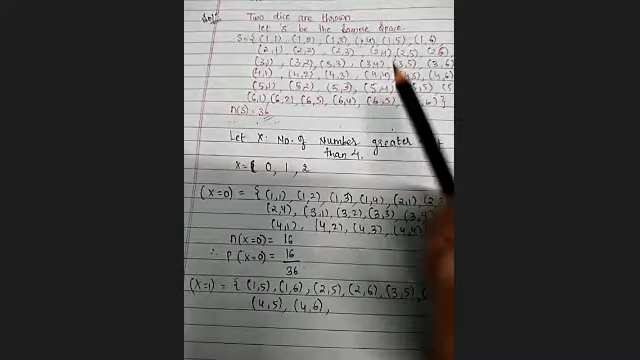 Two dice are thrown
Let 'S' be the Sample Space.
S = { (1,1), (1,2), (1,3), (1,4), (1,5), (1,6)
(2,1), (2,2), (2,3), (2,4), (2,5), (2,6)
(3,1), (3,2), (3,3), (3,4), (3,5), (3,6)
(4,1), (4,2), (4,3), (4,4), (4,5), (4,6)
(5,1), (5,2), (5,3), (5,4), (5,5), (5
(6,1), (6,2), (6,3), (6,4), (6,5), ,6) }
n(S) = 36
Let X: No. of Number greater
than 4.
X = { 0, 1, 2
(X=0) = { (1,1), (1,2), (1,3), (1,4), (2,1), (2,2
(2,4), (3,1), (3,2), (3,3), (3,4)
(4,1), (4,2), (4,3), (4,4)
n(X=0) = 16
∴ P(X=0) = 16
36
(X=1) = { (1,5), (1,6), (2,5), (2,6), (3,5), (
(4,5), (4,6),